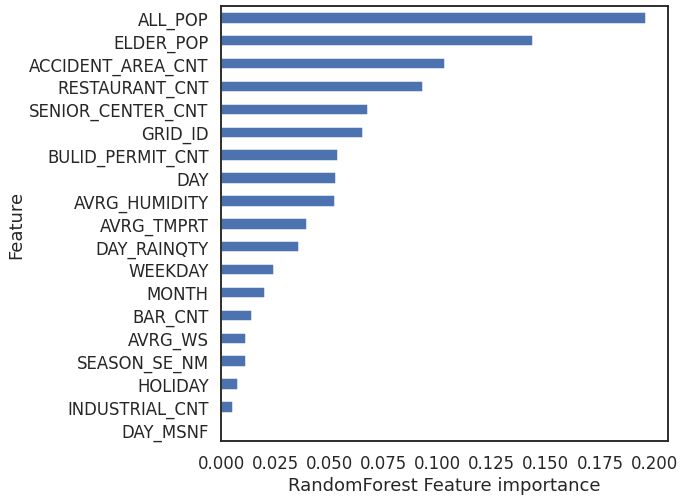 ALL_POP
ELDER_POP
ACCIDENT_AREA_CNT
RESTAURANT_CNT
SENIOR_CENTER_CNT
GRID_ID
BULID_PERMIT_CNT
DAY
AVRG_HUMIDITY
AVRG_TMPRT
DAY_RAINQTY
WEEKDAY
MONTH
BAR_CNT
AVRG_WS
SEASON_SE_NM
HOLIDAY
INDUSTRIAL_CNT
DAY_MSNF
Feature
0.000 0.025 0.050 0.075 0.100 0.125 0.150 0.175 0.200
RandomForest Feature importance